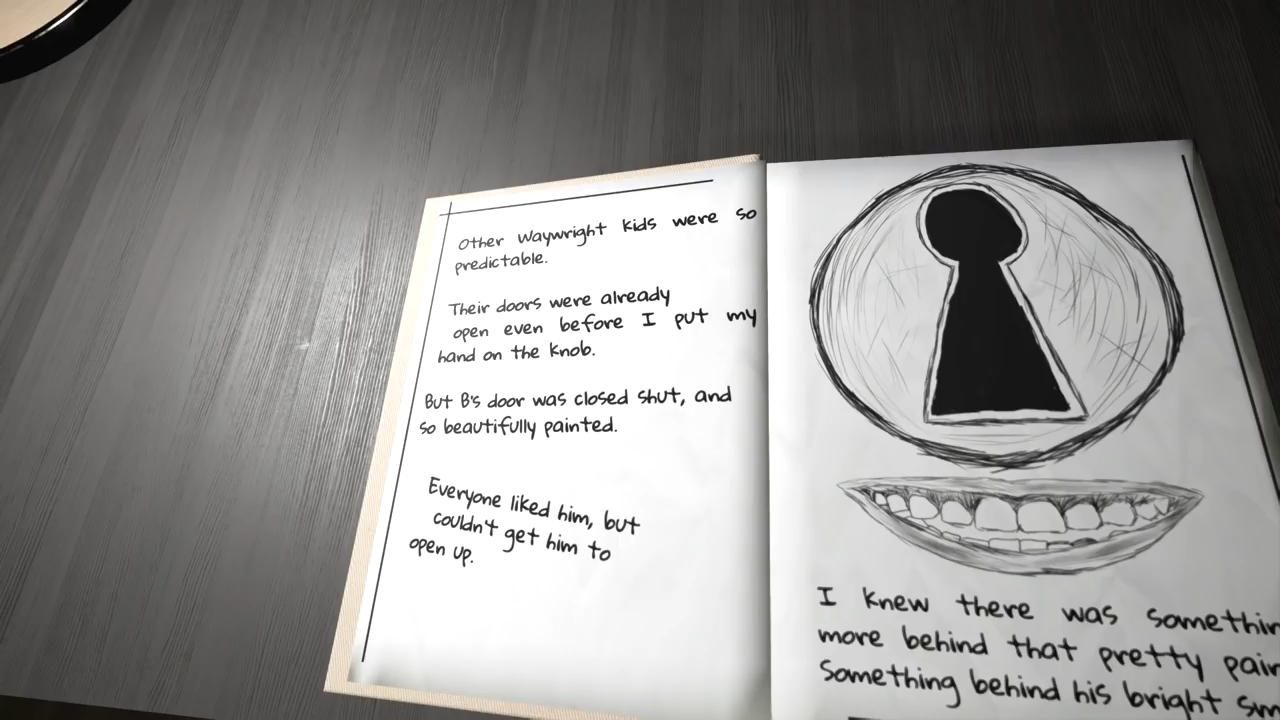 Other Waywright kids were so
predictable.
Their doors were already
open even before I put my
hand on the knob.
But B's door was closed shut, and
so beautifully painted.
Everyone liked him, but
couldn't get him to
open up.
I knew there was
more behind that pretty
Something behind his bright